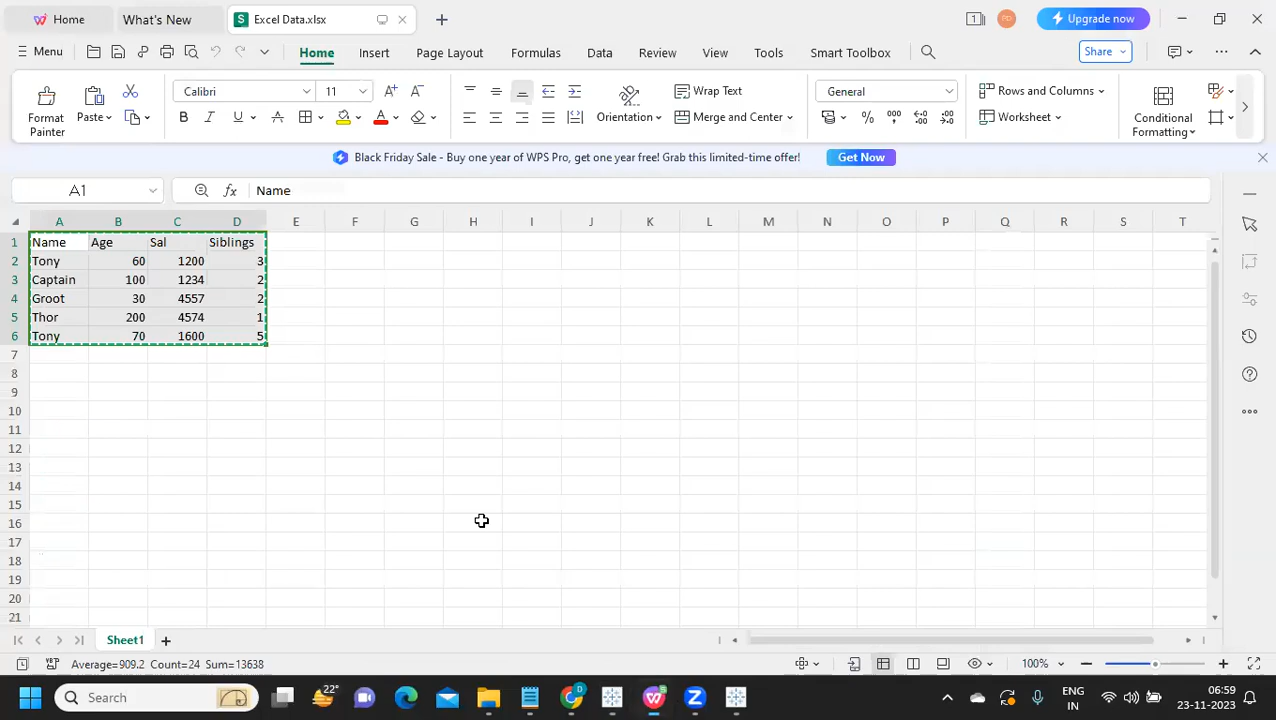 Home What's New Excel Data.xlsx PD Upgrade now
Menu Home Insert Page Layout Formulas Data Review View Tools Smart Toolbox Share
Calibri 11 Wrap Text General Rows and Columns
Format Painter Paste B I U A A Orientation Merge and Center % Worksheet Conditional Formatting
Black Friday Sale - Buy one year of WPS Pro, get one year free! Grab this limited-time offer! Get Now
A1 fx Name
A B C D E F G H I J K L M N O P Q R S T
1 Name Age Sal Siblings
2 Tony 60 1200 3
3 Captain 100 1234 2
4 Groot 30 4557 2
5 Thor 200 4574 1
6 Tony 70 1600 5
7
8
9
10
11
12
13
14
15
16
17
18
19
20
21
Sheet1
Average=909.2 Count=24 Sum=13638 100%
Search 22° ENG IN 06:59 23-11-2023